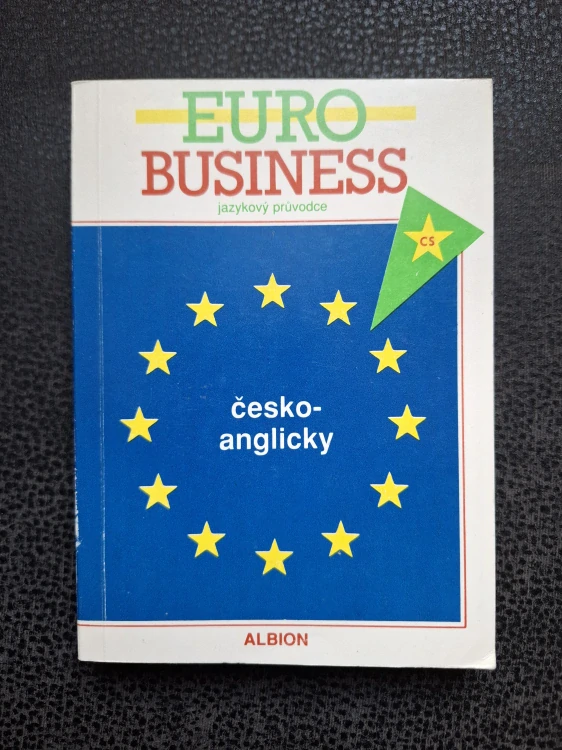 EURO
BUSINESS
jazykový průvodce
CS
česko-
anglicky
ALBION